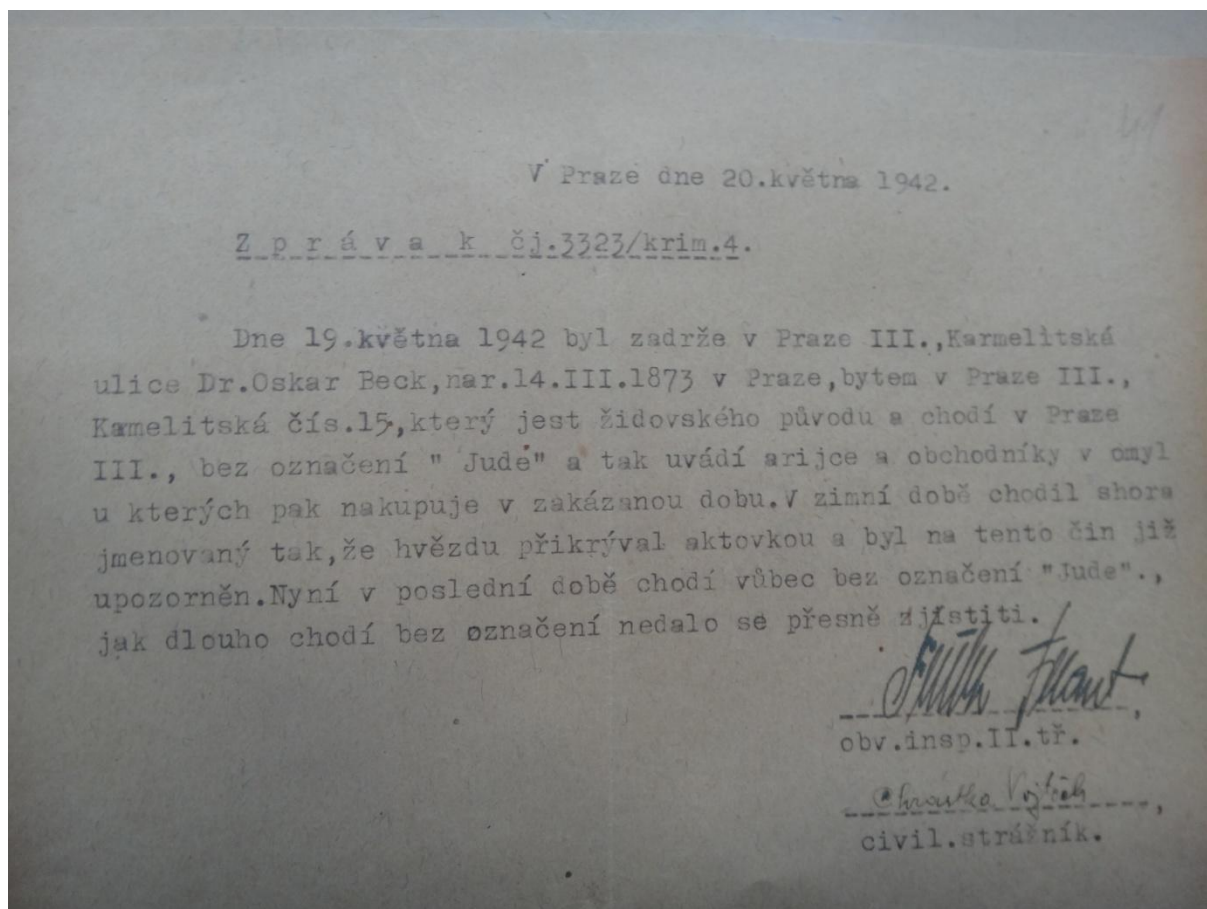 41
V Praze dne 20.května 1942.
Z p r á v a k čj.3323/krim.4.
Dne 19.května 1942 byl zadrže v Praze III.,Karmelitská
ulice Dr.Oskar Beck,nar.14.III.1873 v Praze,bytem v Praze III.,
Kamelitská čís.15,který jest židovského původu a chodí v Praze
III., bez označení " Jude" a tak uvádí arijce a obchodníky v omyl
u kterých pak nakupuje v zakázanou dobu.V zimní době chodil shora
jmenovaný tak,že hvězdu přikrýval aktovkou a byl na tento čin již
upozorněn.Nyní v poslední době chodí vůbec bez označení "Jude".,
jak dlouho chodí bez označení nedalo se přesně zjistiti.
obv.insp.II.tř.
Vojtěch
civil.strážník.